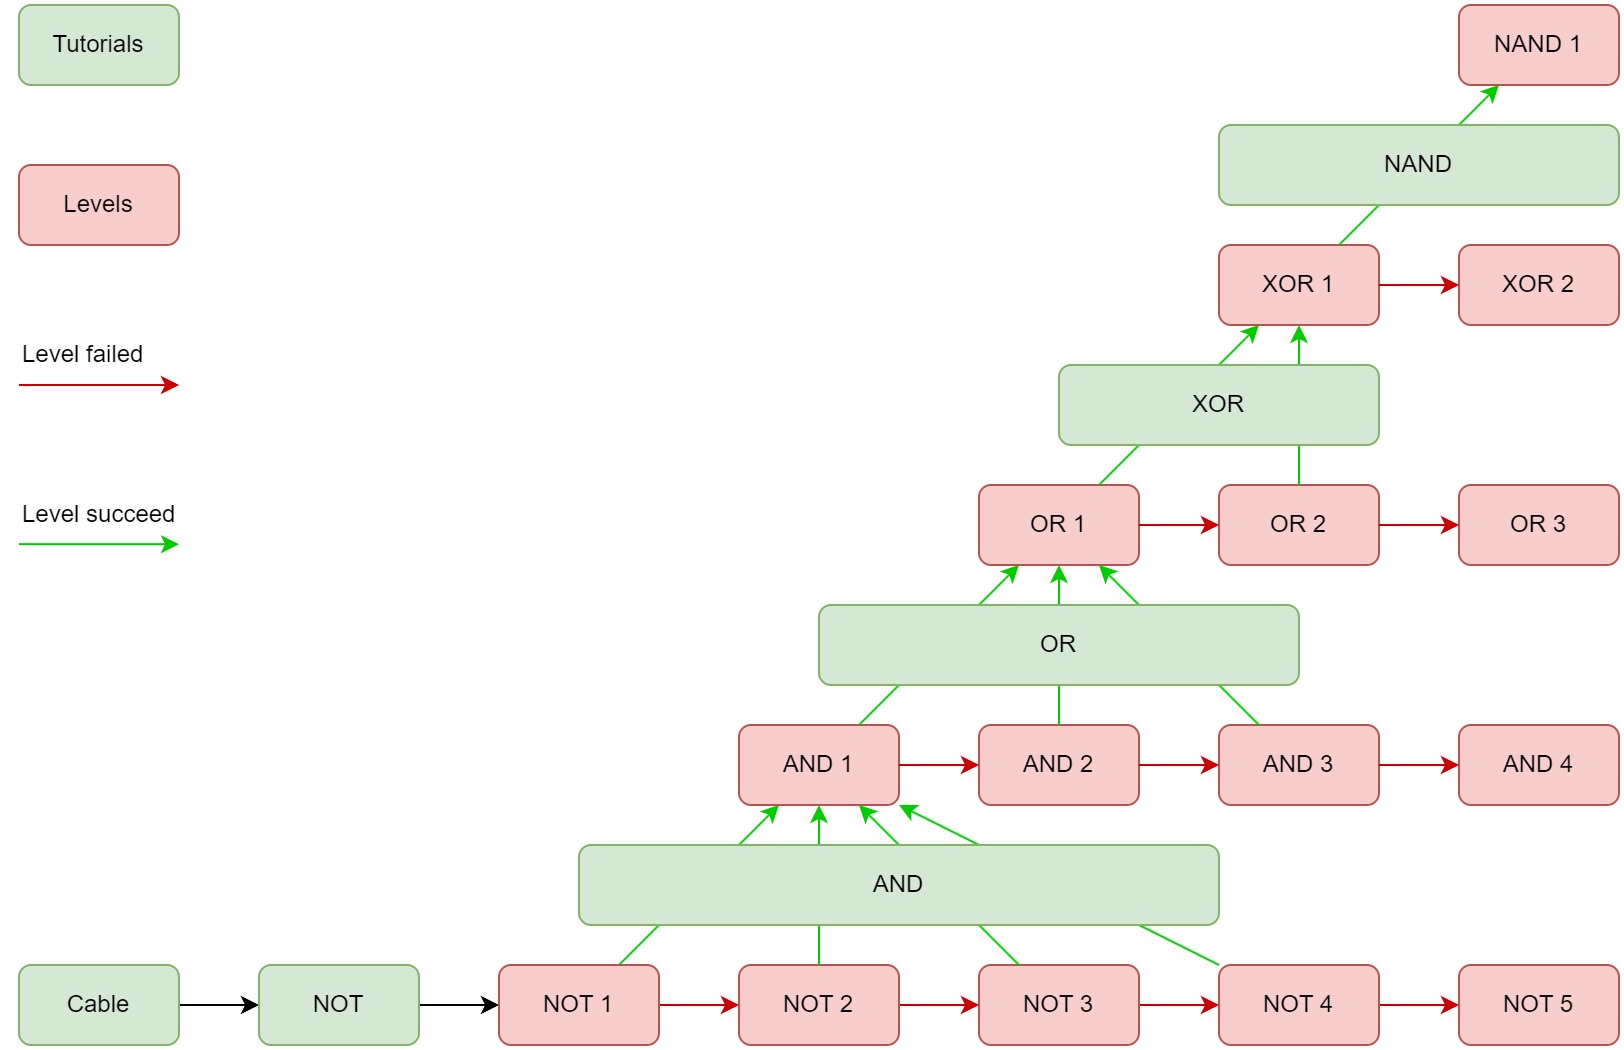 Tutorials
NAND 1
NAND
Levels
XOR 1
XOR 2
Level failed
XOR
Level succeed
OR 1
OR 2
OR 3
OR
AND 1
AND 2
AND 3
AND 4
AND
Cable
NOT
NOT 1
NOT 2
NOT 3
NOT 4
NOT 5